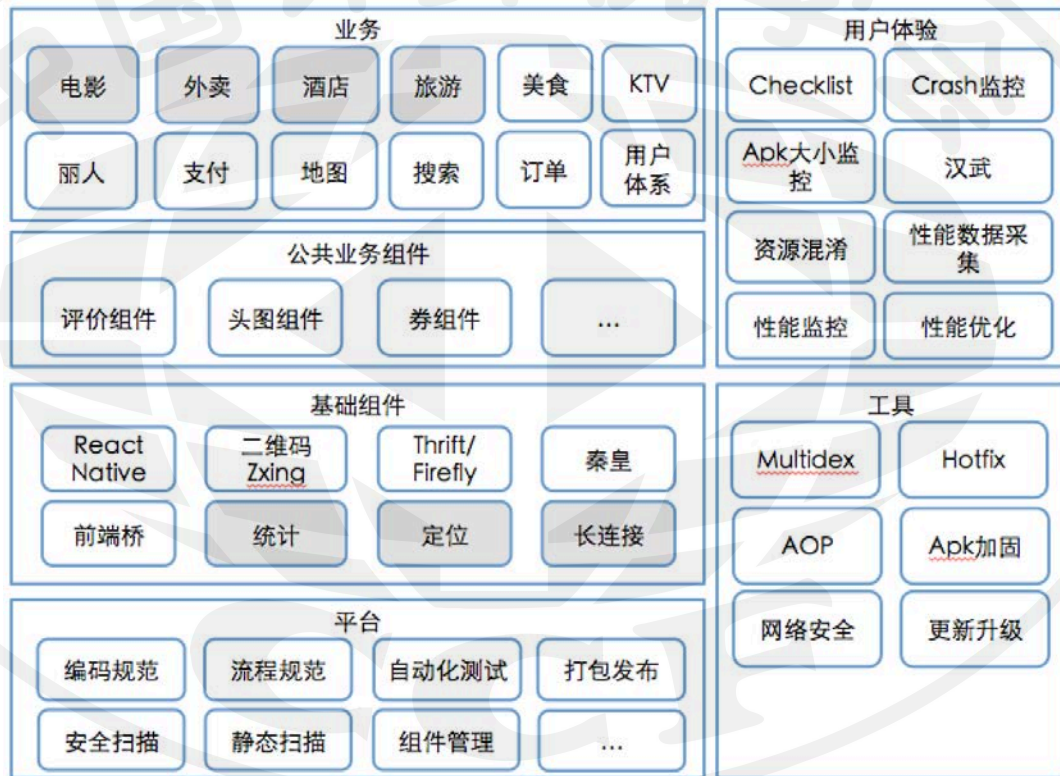 业务
电影
外卖
酒店
旅游
美食
KTV
丽人
支付
地图
搜索
订单
用户
体系
公共业务组件
评价组件
头图组件
券组件
...
基础组件
React
Native
二维码
Zxing
Thrift/
Firefly
秦皇
前端桥
统计
定位
长连接
平台
编码规范
流程规范
自动化测试
打包发布
安全扫描
静态扫描
组件管理
...
用户体验
Checklist
Crash监控
Apk大小监
控
汉武
资源混淆
性能数据采
集
性能监控
性能优化
工具
Multidex
Hotfix
AOP
Apk加固
网络安全
更新升级
CCF